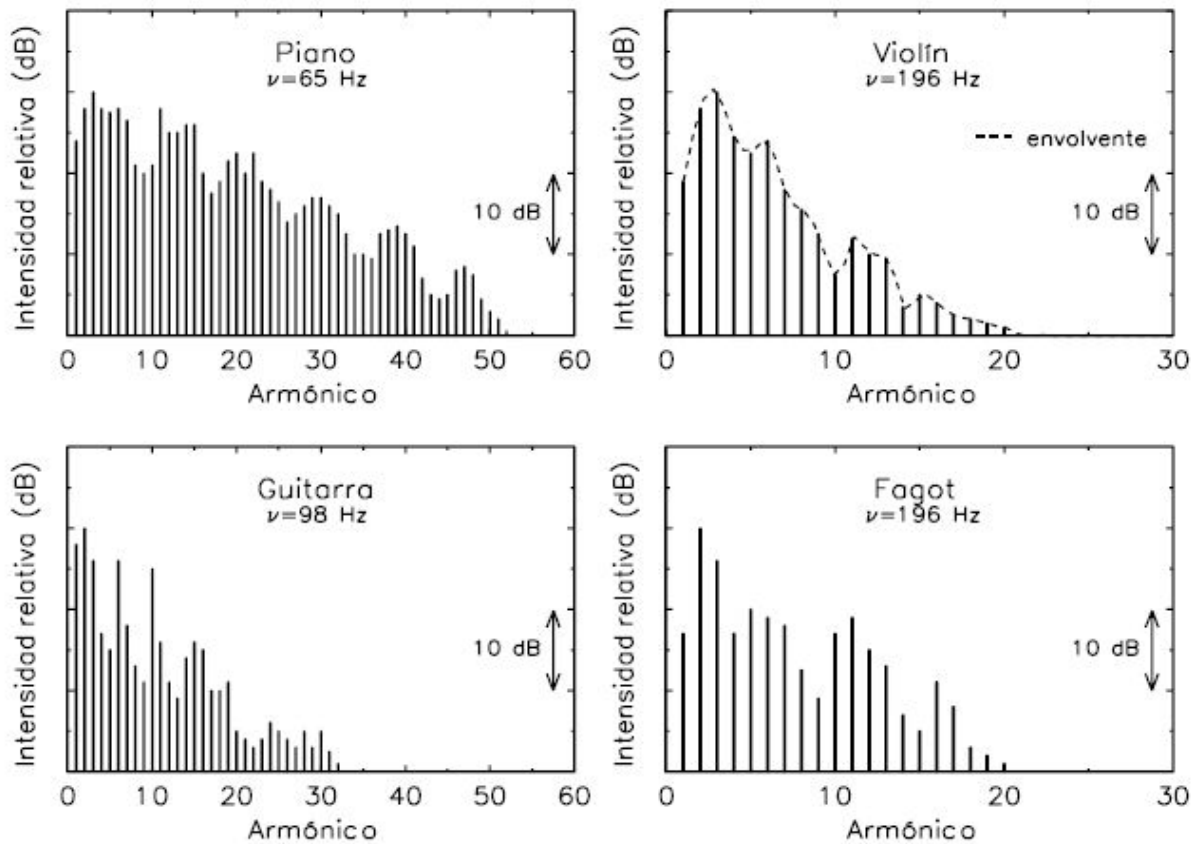 Intensidad relativa (dB)
Piano
ν=65 Hz
10 dB
0 10 20 30 40 50 60
Armónico
Intensidad relativa (dB)
Violín
ν=196 Hz
envolvente
10 dB
0 10 20 30
Armónico
Intensidad relativa (dB)
Guitarra
ν=98 Hz
10 dB
0 10 20 30 40 50 60
Armónico
Intensidad relativo (dB)
Fagot
ν=196 Hz
10 dB
0 10 20 30
Armónico